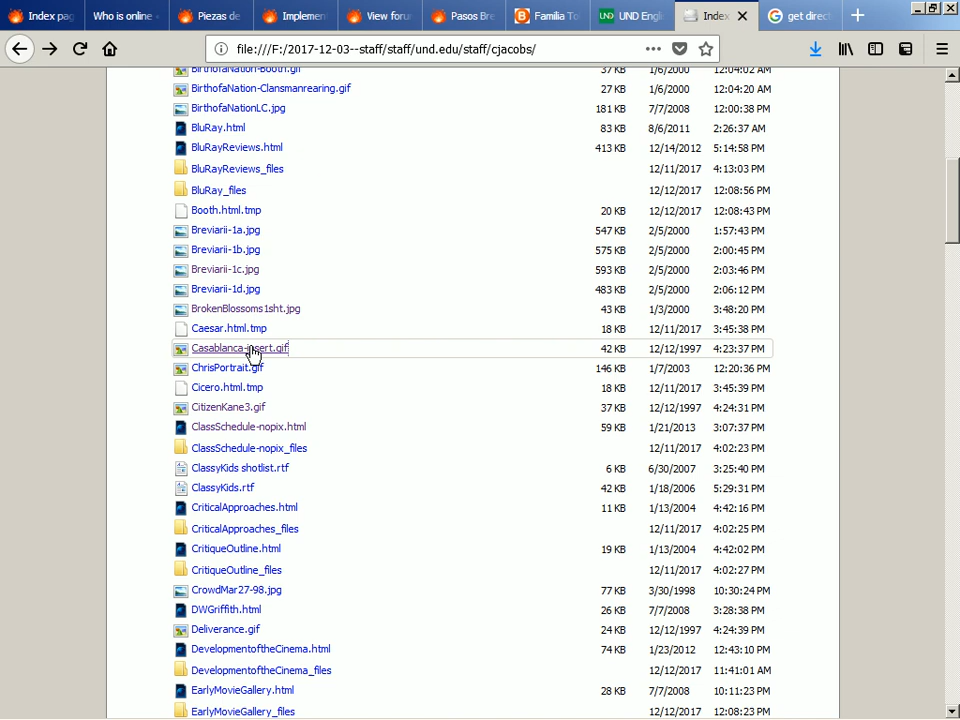 Index pag
Who is online -
Piezas de
Implemen
View foru
Pasos Bre
Familia To
UND Engl
Index
get direct
file:///F:/2017-12-03--staff/staff/und.edu/staff/cjacobs/
BirthofaNation-Booth.gif 37 KB 1/6/2000 12:04:02 AM
BirthofaNation-Clansmanrearing.gif 27 KB 1/6/2000 12:04:20 AM
BirthofaNationLC.jpg 181 KB 7/7/2008 12:00:38 PM
BluRay.html 83 KB 8/6/2011 2:26:37 AM
BluRayReviews.html 413 KB 12/14/2012 5:14:58 PM
BluRayReviews_files 12/11/2017 4:13:03 PM
BluRay_files 12/12/2017 12:08:56 PM
Booth.html.tmp 20 KB 12/12/2017 12:08:43 PM
Breviarii-1a.jpg 547 KB 2/5/2000 1:57:43 PM
Breviarii-1b.jpg 575 KB 2/5/2000 2:00:45 PM
Breviarii-1c.jpg 593 KB 2/5/2000 2:03:46 PM
Breviarii-1d.jpg 483 KB 2/5/2000 2:06:12 PM
BrokenBlossoms1sht.jpg 43 KB 1/3/2000 3:48:20 PM
Caesar.html.tmp 18 KB 12/11/2017 3:45:38 PM
Casablanca-insert.gif 42 KB 12/12/1997 4:23:37 PM
ChrisPortrait.gif 146 KB 1/7/2003 12:20:36 PM
Cicero.html.tmp 18 KB 12/11/2017 3:45:39 PM
CitizenKane3.gif 37 KB 12/12/1997 4:24:31 PM
ClassSchedule-nopix.html 59 KB 1/21/2013 3:07:37 PM
ClassSchedule-nopix_files 12/11/2017 4:02:23 PM
ClassyKids shotlist.rtf 6 KB 6/30/2007 3:25:40 PM
ClassyKids.rtf 42 KB 1/18/2006 5:29:31 PM
CriticalApproaches.html 11 KB 1/13/2004 4:42:16 PM
CriticalApproaches_files 12/11/2017 4:02:25 PM
CritiqueOutline.html 19 KB 1/13/2004 4:42:02 PM
CritiqueOutline_files 12/11/2017 4:02:27 PM
CrowdMar27-98.jpg 77 KB 3/30/1998 10:30:24 PM
DWGriffith.html 26 KB 7/7/2008 3:28:38 PM
Deliverance.gif 24 KB 12/12/1997 4:24:39 PM
DevelopmentoftheCinema.html 74 KB 1/23/2012 12:43:10 PM
DevelopmentoftheCinema_files 12/12/2017 11:41:01 AM
EarlyMovieGallery.html 28 KB 7/7/2008 10:11:23 PM
EarlyMovieGallery_files 12/12/2017 12:08:23 PM